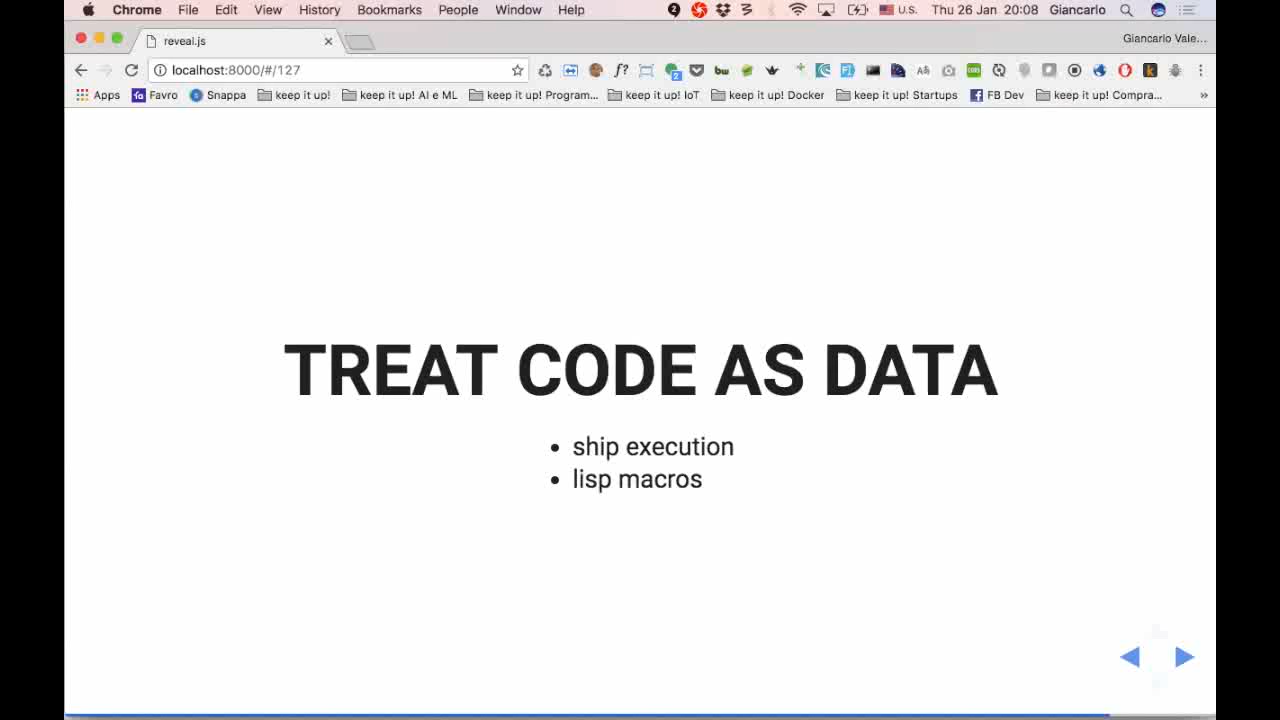 Chrome File Edit View History Bookmarks People Window Help U.S. Thu 26 Jan 20:08 Giancarlo
reveal.js Giancarlo Vale...
localhost:8000/#/127
Apps Favro Snappa keep it up! keep it up! AI e ML keep it up! Program... keep it up! IoT keep it up! Docker keep it up! Startups FB Dev keep it up! Compra... »
TREAT CODE AS DATA
• ship execution
• lisp macros